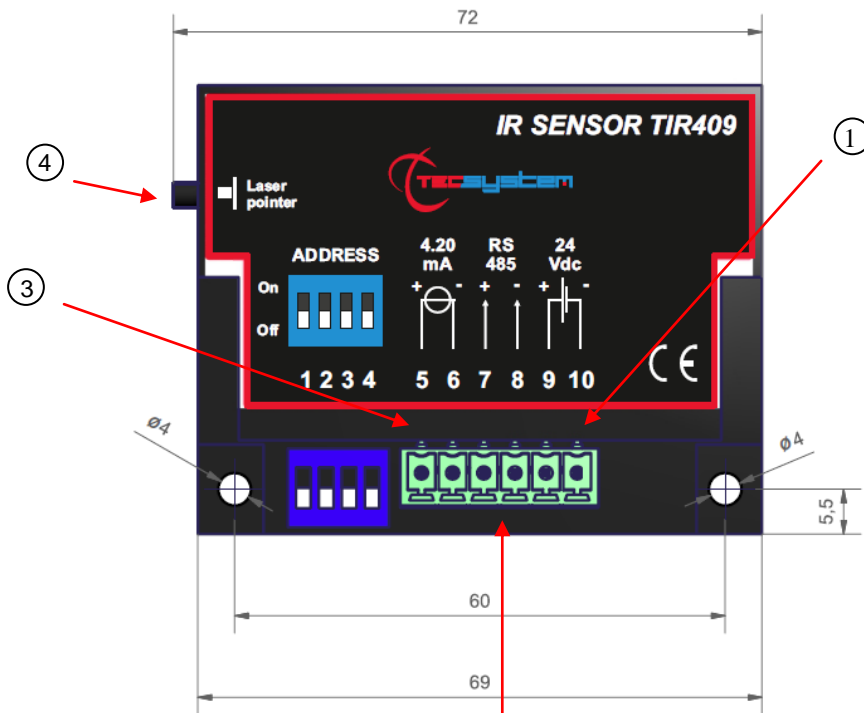 72
IR SENSOR TIR409
1
4
Laser
pointer
TECSYSTEM
ADDRESS
4.20
mA
RS
485
24
Vdc
3
On
Off
+ - + - + -
1 2 3 4 5 6 7 8 9 10
CE
ø4
ø4
5,5
60
69